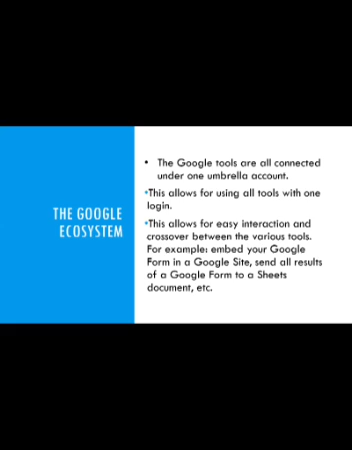 THE GOOGLE
ECOSYSTEM
• The Google tools are all connected
under one umbrella account.
•This allows for using all tools with one
login.
•This allows for easy interaction and
crossover between the various tools.
For example: embed your Google
Form in a Google Site, send all results
of a Google Form to a Sheets
document, etc.